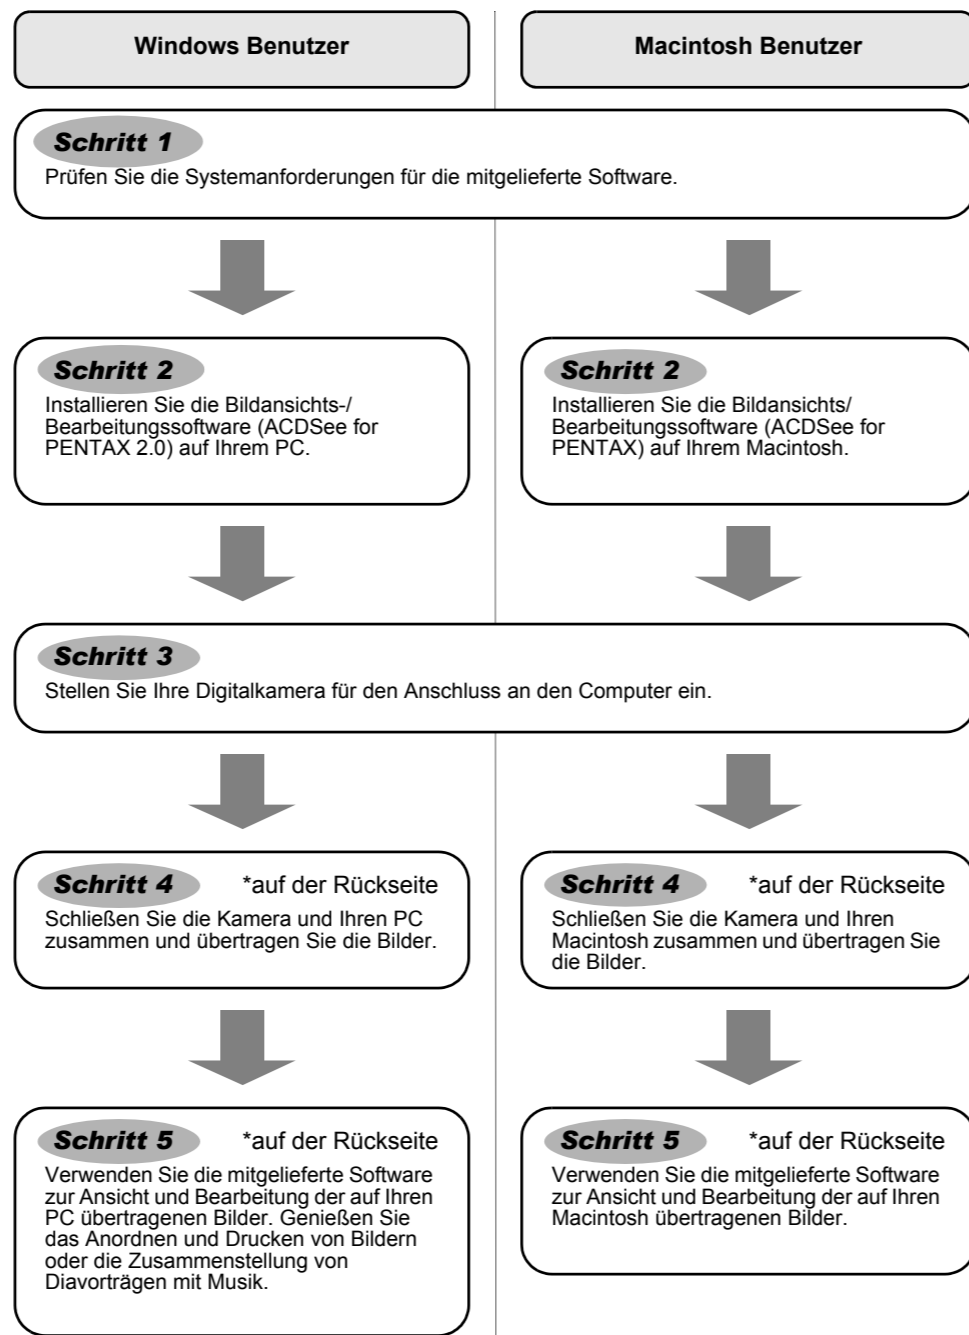 Windows Benutzer
Macintosh Benutzer
Schritt 1
Prüfen Sie die Systemanforderungen für die mitgelieferte Software.
Schritt 2
Installieren Sie die Bildansichts-/
Bearbeitungssoftware (ACDSee for
PENTAX 2.0) auf Ihrem PC.
Schritt 2
Installieren Sie die Bildansichts/
Bearbeitungssoftware (ACDSee for
PENTAX) auf Ihrem Macintosh.
Schritt 3
Stellen Sie Ihre Digitalkamera für den Anschluss an den Computer ein.
Schritt 4 *auf der Rückseite
Schließen Sie die Kamera und Ihren PC
zusammen und übertragen Sie die Bilder.
Schritt 4 *auf der Rückseite
Schließen Sie die Kamera und Ihren
Macintosh zusammen und übertragen Sie
die Bilder.
Schritt 5 *auf der Rückseite
Verwenden Sie die mitgelieferte Software
zur Ansicht und Bearbeitung der auf Ihren
PC übertragenen Bilder. Genießen Sie
das Anordnen und Drucken von Bildern
oder die Zusammenstellung von
Diavorträgen mit Musik.
Schritt 5 *auf der Rückseite
Verwenden Sie die mitgelieferte Software
zur Ansicht und Bearbeitung der auf Ihren
Macintosh übertragenen Bilder.